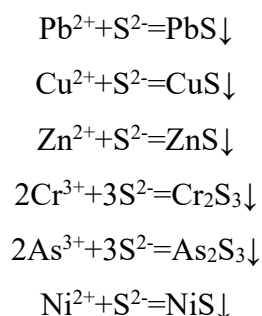 Pb²⁺+S²⁻=PbS↓
Cu²⁺+S²⁻=CuS↓
Zn²⁺+S²⁻=ZnS↓
2Cr³⁺+3S²⁻=Cr₂S₃↓
2As³⁺+3S²⁻=As₂S₃↓
Ni²⁺+S²⁻=NiS↓